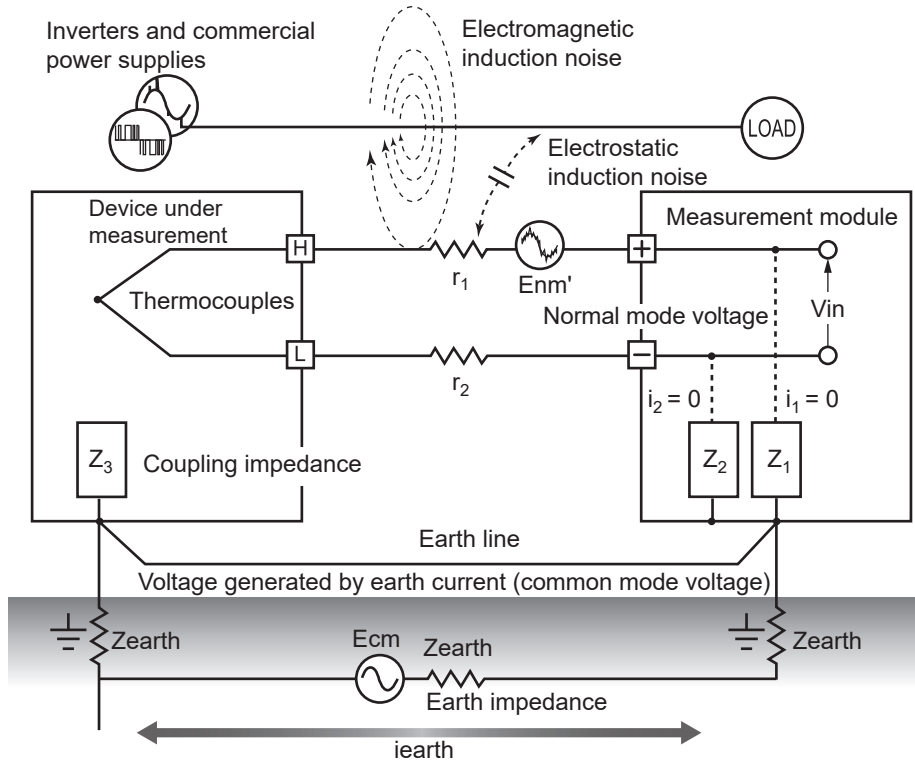 Inverters and commercial
power supplies
Electromagnetic
induction noise
LOAD
Electrostatic
induction noise
Device under
measurement
H
Measurement module
+
r1
Enm'
Thermocouples
Normal mode voltage
Vin
L
−
r2
i2 = 0
i1 = 0
Z3
Coupling impedance
Z2
Z1
Earth line
Voltage generated by earth current (common mode voltage)
Zearth
Ecm
Zearth
Zearth
Earth impedance
iearth